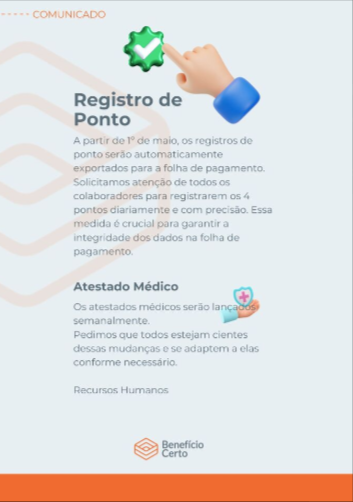 COMUNICADO
Registro de
Ponto
A partir de 1º de maio, os registros de
ponto serão automaticamente
exportados para a folha de pagamento.
Solicitamos atenção de todos os
colaboradores para registrarem os 4
pontos diariamente e com precisão. Essa
medida é crucial para garantir a
integridade dos dados na folha de
pagamento.
Atestado Médico
Os atestados médicos serão lançados
semanalmente.
Pedimos que todos estejam cientes
dessas mudanças e se adaptem a elas
conforme necessário.
Recursos Humanos
Benefício
Certo